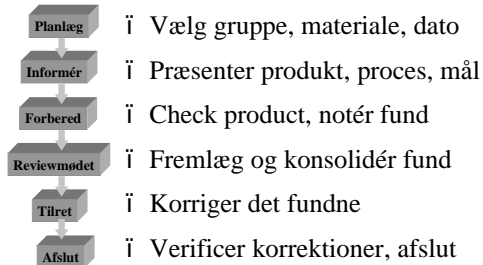 Planlæg ï Vælg gruppe, materiale, dato
Informér ï Præsenter produkt, proces, mål
Forbered ï Check product, notér fund
Reviewmødet ï Fremlæg og konsolidér fund
Tilret ï Korriger det fundne
Afslut ï Verificer korrektioner, afslut